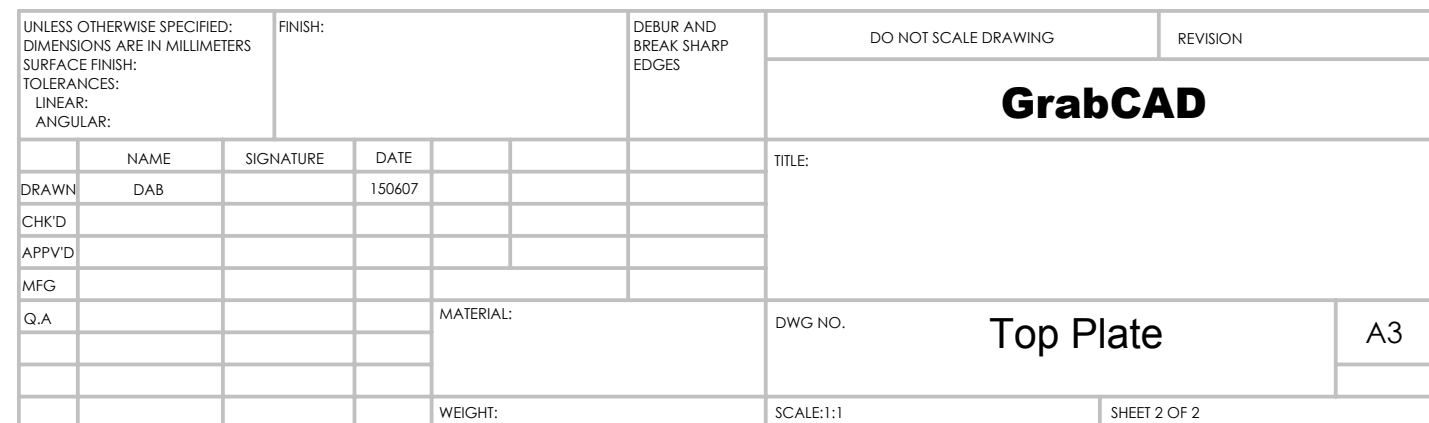 UNLESS OTHERWISE SPECIFIED:
DIMENSIONS ARE IN MILLIMETERS
SURFACE FINISH:
TOLERANCES:
LINEAR:
ANGULAR:
FINISH:
DEBUR AND
BREAK SHARP
EDGES
DO NOT SCALE DRAWING
REVISION
GrabCAD
NAME SIGNATURE DATE
DRAWN DAB 150607
CHK'D
APPV'D
MFG
Q.A
TITLE:
MATERIAL:
DWG NO.
Top Plate
A3
WEIGHT:
SCALE:1:1
SHEET 2 OF 2